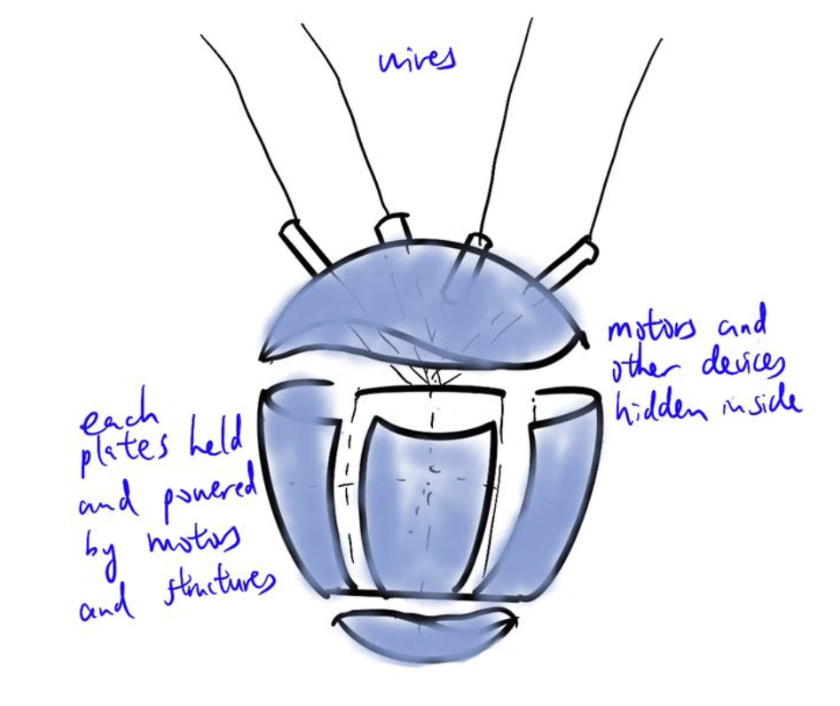 wires
motors and
other devices
hidden inside
each
plates held
and powered
by motors
and structures